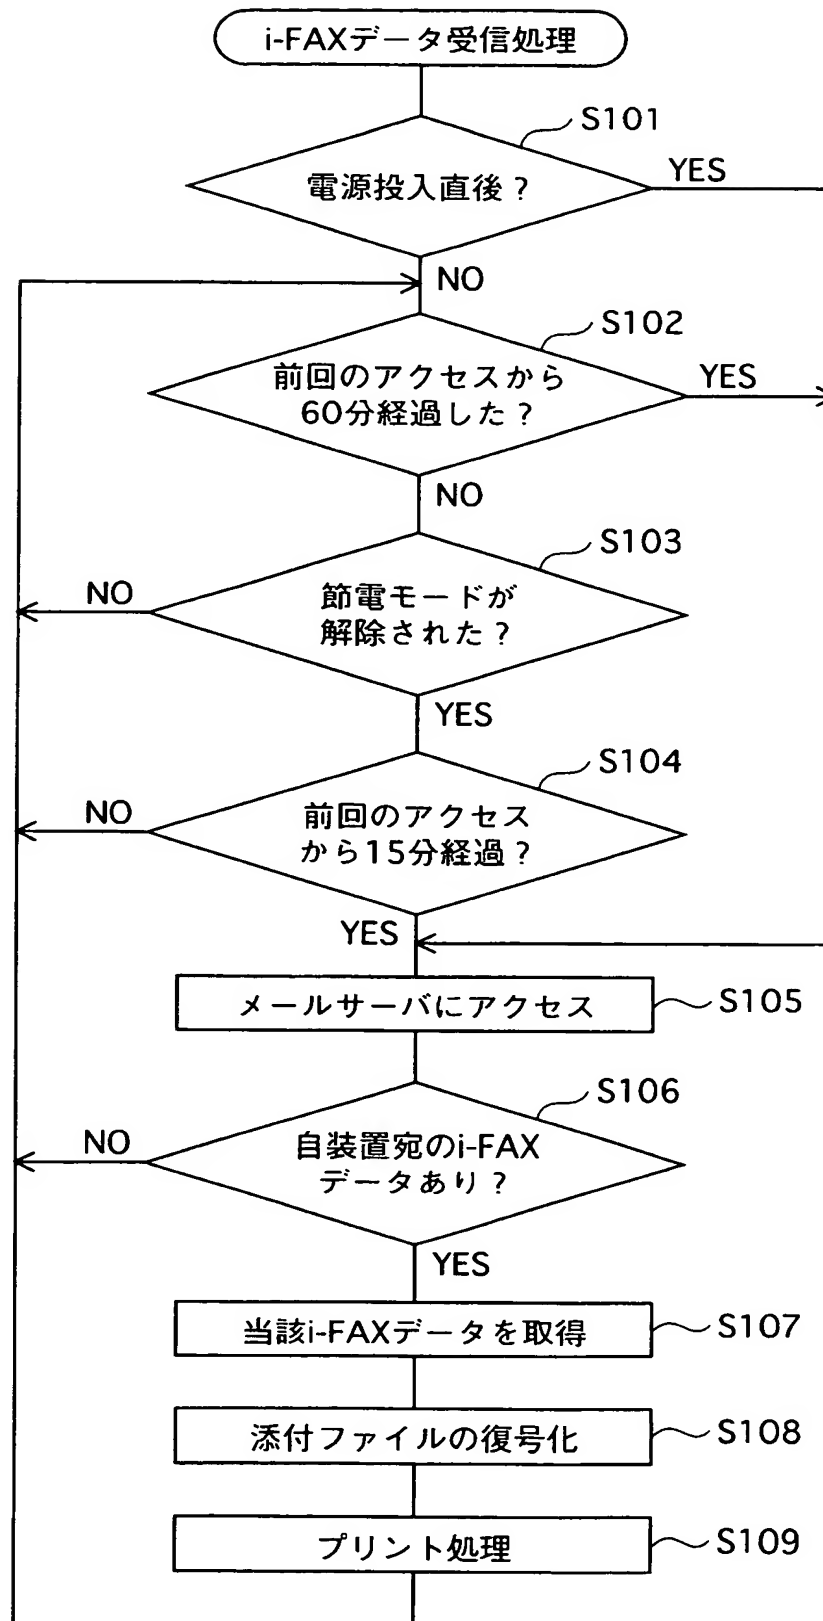 i-FAXデータ受信処理
S101
電源投入直後？
YES
NO
S102
前回のアクセスから
60分経過した？
YES
NO
S103
節電モードが
解除された？
NO
YES
S104
前回のアクセス
から15分経過？
NO
YES
メールサーバにアクセス
S105
S106
自装置宛のi-FAX
データあり？
NO
YES
当該i-FAXデータを取得
S107
添付ファイルの復号化
S108
プリント処理
S109